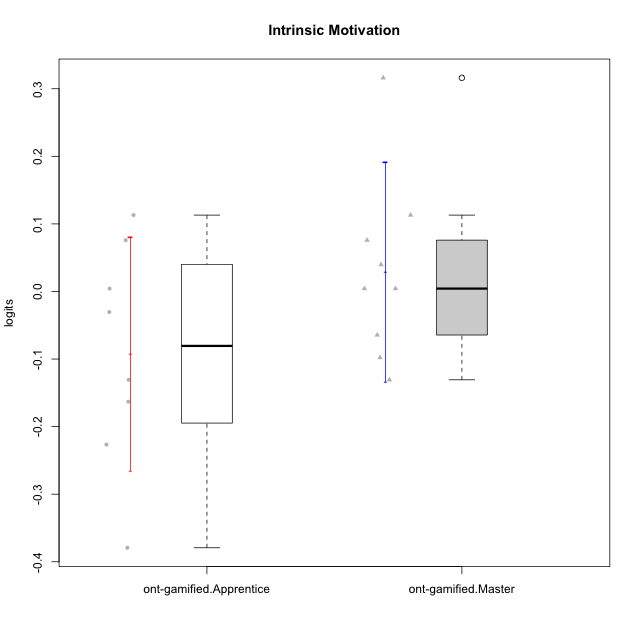 Intrinsic Motivation
0.3
0.2
0.1
0.0
-0.1
-0.2
-0.3
-0.4
logits
ont-gamified.Apprentice
ont-gamified.Master